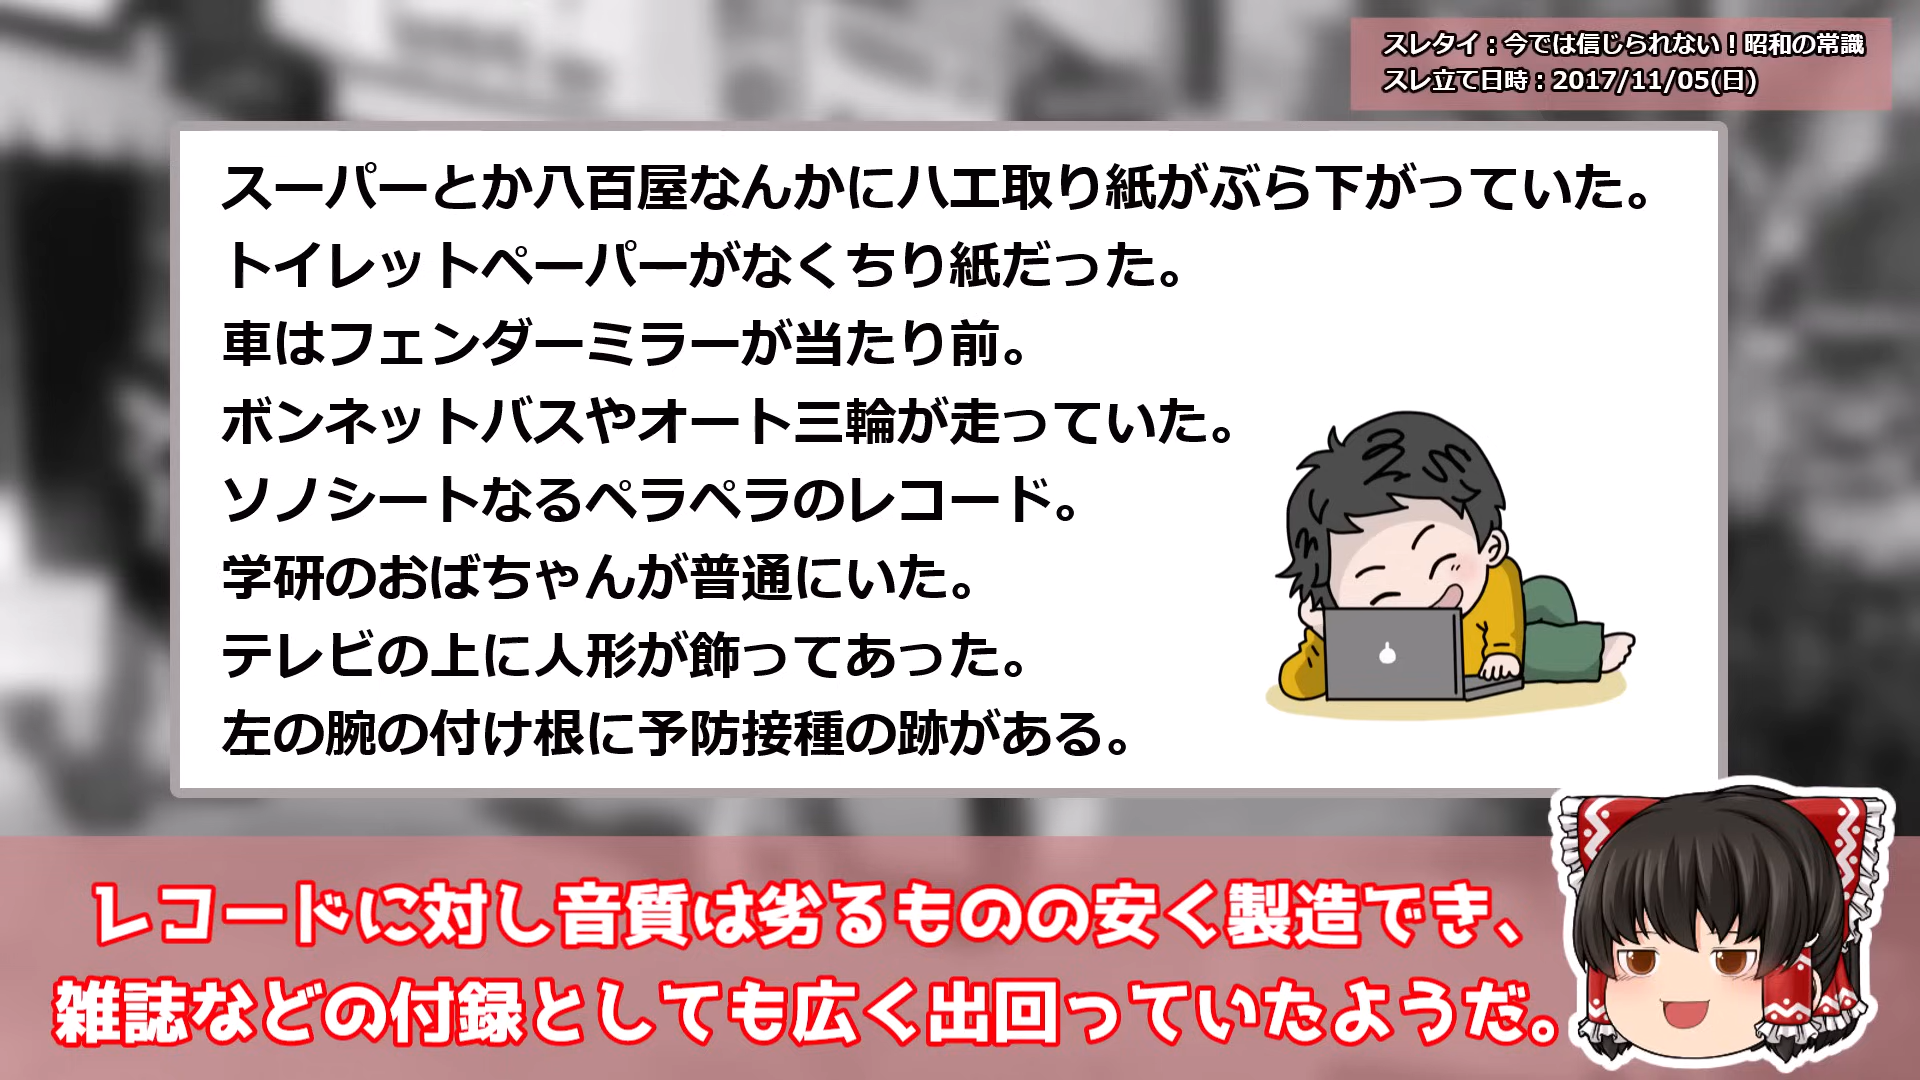 スレタイ：今では信じられない！昭和の常識
スレ立て日時：2017/11/05(日)
スーパーとか八百屋なんかにハエ取り紙がぶら下がっていた。
トイレットペーパーがなくちり紙だった。
車はフェンダーミラーが当たり前。
ボンネットバスやオート三輪が走っていた。
ソノシートなるペラペラのレコード。
学研のおばちゃんが普通にいた。
テレビの上に人形が飾ってあった。
左の腕の付け根に予防接種の跡がある。
レコードに対し音質は劣るものの安く製造でき、
雑誌などの付録としても広く出回っていたようだ。